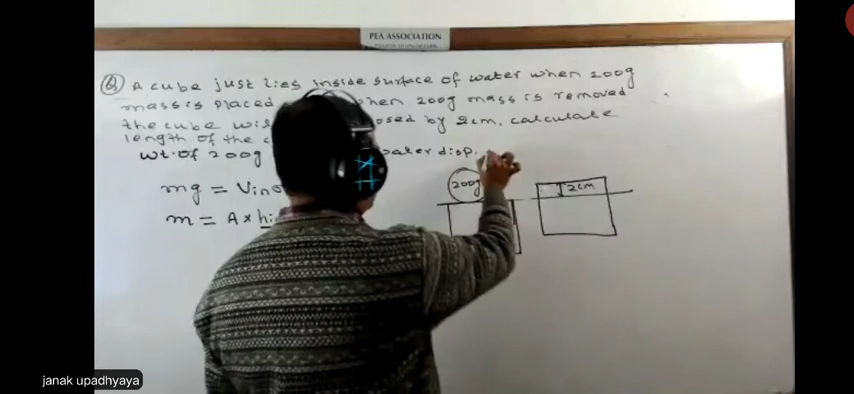 PEA ASSOCIATION
Q) A cube just lies inside surface of water when 200g
mass is placed hen 200g mass is removed
the cube wi osed by 2cm, calculate
length of the c
wt. of 200g water disp.
mg = Vin
m = A × hi
200g
2cm
janak upadhyaya